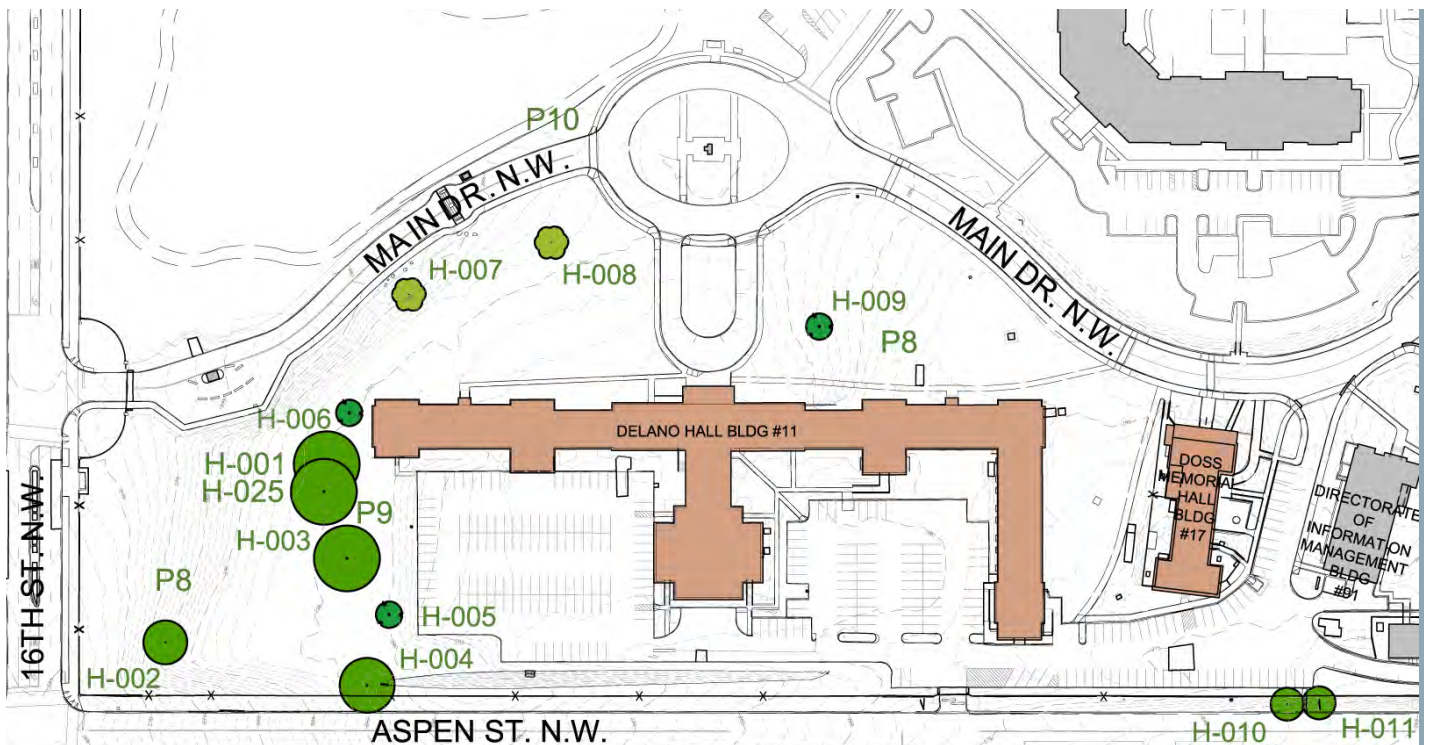 P10
MAIN DR. N.W.
MAIN DR. N.W.
H-007
H-008
H-009
P8
H-006
H-001
H-025
P9
H-003
P8
H-005
H-004
H-002
16TH ST. N.W.
DELANO HALL BLDG #11
DOSS
MEMORIAL
HALL
BLDG
#17
DIRECTORATE
OF
INFORMATION
MANAGEMENT
BLDG
#91
ASPEN ST. N.W.
H-010
H-011